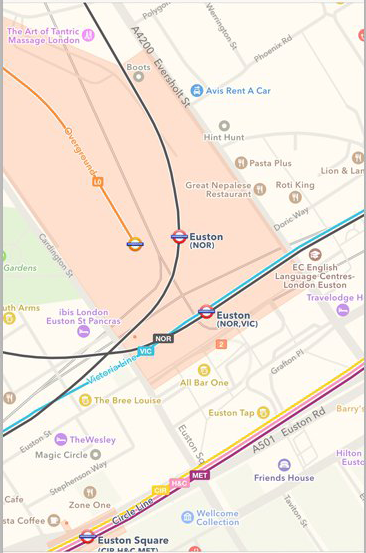 The Art of Tantric
Massage London
Polygon
Werrington St
A4200
Eversholt St
Phoenix Rd
Boots
Avis Rent A Car
Hint Hunt
Overground
Pasta Plus
Great Nepalese
Restaurant
Roti King
Lion & Lam
LO
Doric Way
Euston
(NOR)
Cardington St
Gardens
EC English
Language Centres-
London Euston
Travelodge H
uth Arms
ibis London
Euston St Pancras
Euston
(NOR,VIC)
NOR
VIC
2
Victoria Line
Grafton Pl
All Bar One
The Bree Louise
Euston Tap
Barry's
A501
Euston Rd
Euston St
TheWesley
Magic Circle
Euston Sq
Stephenson Way
MET
H&C
CIR
Friends House
Hilton
Eusto
Cafe
Zone One
Circle Line
sta Coffee
Wellcome
Collection
Taviton St
Euston Square
(CIR,H&C,MET)